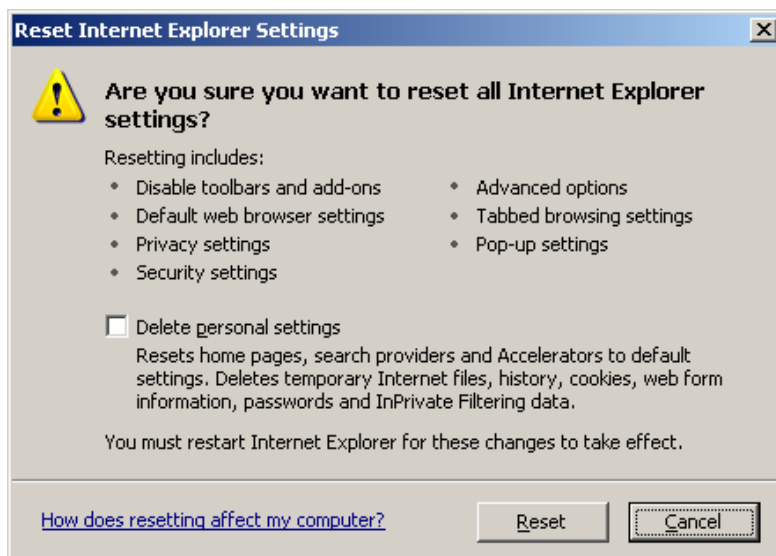 Reset Internet Explorer Settings
Are you sure you want to reset all Internet Explorer
settings?
Resetting includes:
Disable toolbars and add-ons
Default web browser settings
Privacy settings
Security settings
Advanced options
Tabbed browsing settings
Pop-up settings
Delete personal settings
Resets home pages, search providers and Accelerators to default
settings. Deletes temporary Internet files, history, cookies, web form
information, passwords and InPrivate Filtering data.
You must restart Internet Explorer for these changes to take effect.
How does resetting affect my computer?
Reset
Cancel